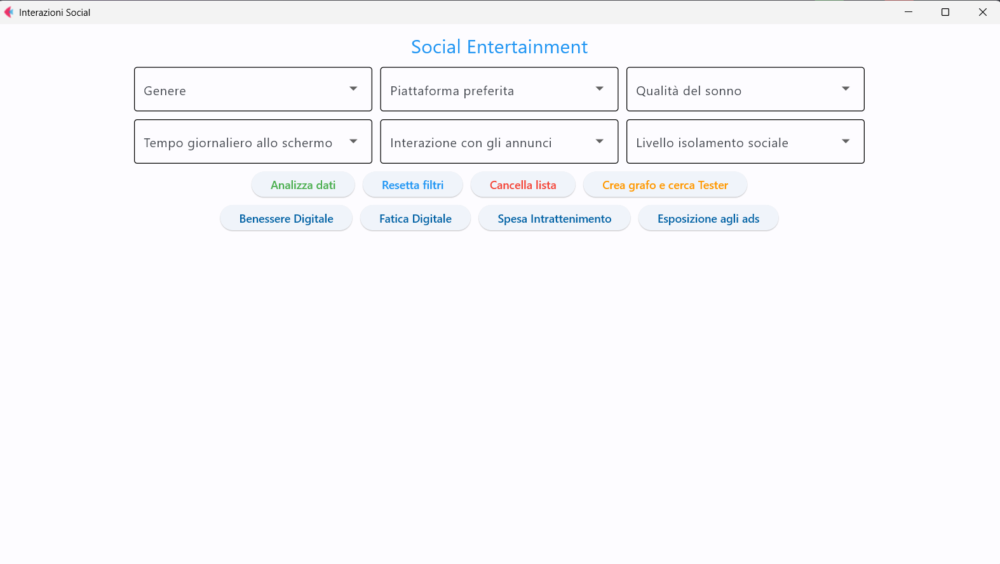 Interazioni Social
Social Entertainment
Genere
Piattaforma preferita
Qualità del sonno
Tempo giornaliero allo schermo
Interazione con gli annunci
Livello isolamento sociale
Analizza dati
Resetta filtri
Cancella lista
Crea grafo e cerca Tester
Benessere Digitale
Fatica Digitale
Spesa Intrattenimento
Esposizione agli ads